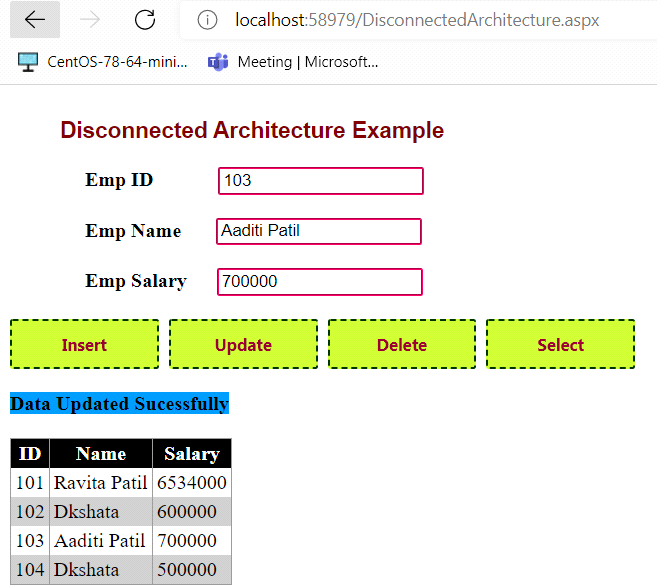 localhost:58979/DisconnectedArchitecture.aspx
CentOS-78-64-mini... Meeting | Microsoft...
Disconnected Architecture Example
Emp ID 103
Emp Name Aaditi Patil
Emp Salary 700000
Insert Update Delete Select
Data Updated Sucessfully
ID Name Salary
101 Ravita Patil 6534000
102 Dkshata 600000
103 Aaditi Patil 700000
104 Dkshata 500000